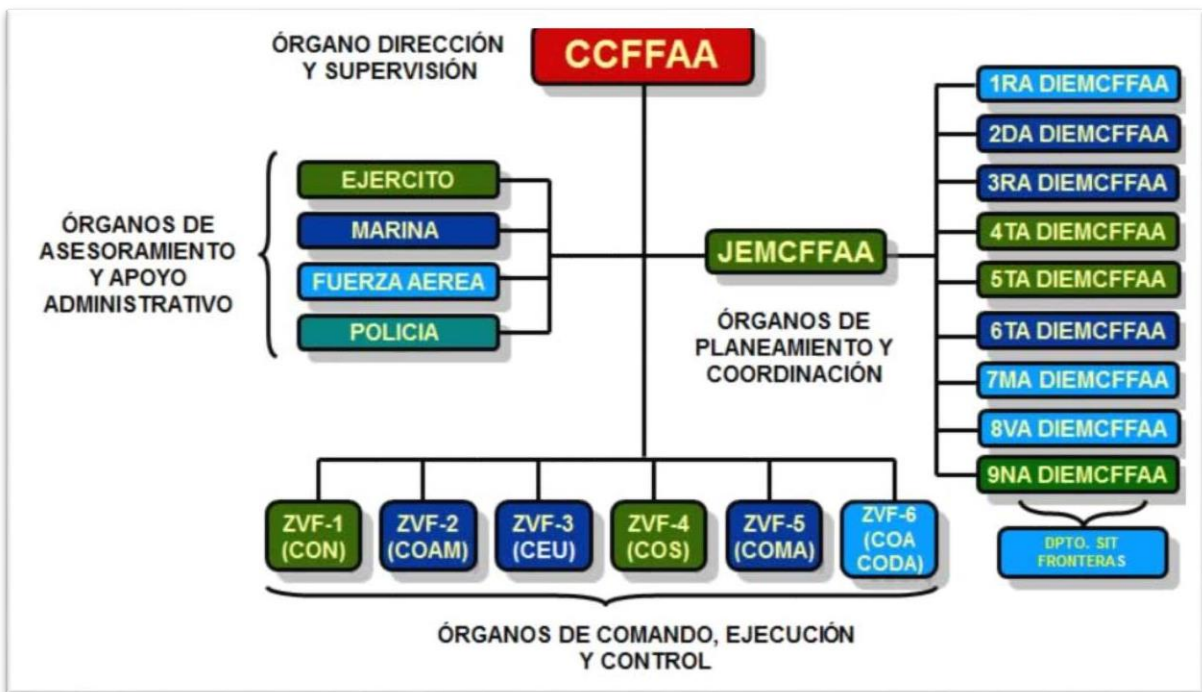 ÓRGANO DIRECCIÓN
Y SUPERVISIÓN
CCFFAA
ÓRGANOS DE
ASESORAMIENTO
Y APOYO
ADMINISTRATIVO
EJERCITO
MARINA
FUERZA AEREA
POLICIA
JEMCFFAA
ÓRGANOS DE
PLANEAMIENTO Y
COORDINACIÓN
1RA DIEMCFFAA
2DA DIEMCFFAA
3RA DIEMCFFAA
4TA DIEMCFFAA
5TA DIEMCFFAA
6TA DIEMCFFAA
7MA DIEMCFFAA
8VA DIEMCFFAA
9NA DIEMCFFAA
DPTO. SIT
FRONTERAS
ZVF-1
(CON)
ZVF-2
(COAM)
ZVF-3
(CEU)
ZVF-4
(COS)
ZVF-5
(COMA)
ZVF-6
(COA
CODA)
ÓRGANOS DE COMANDO, EJECUCIÓN
Y CONTROL